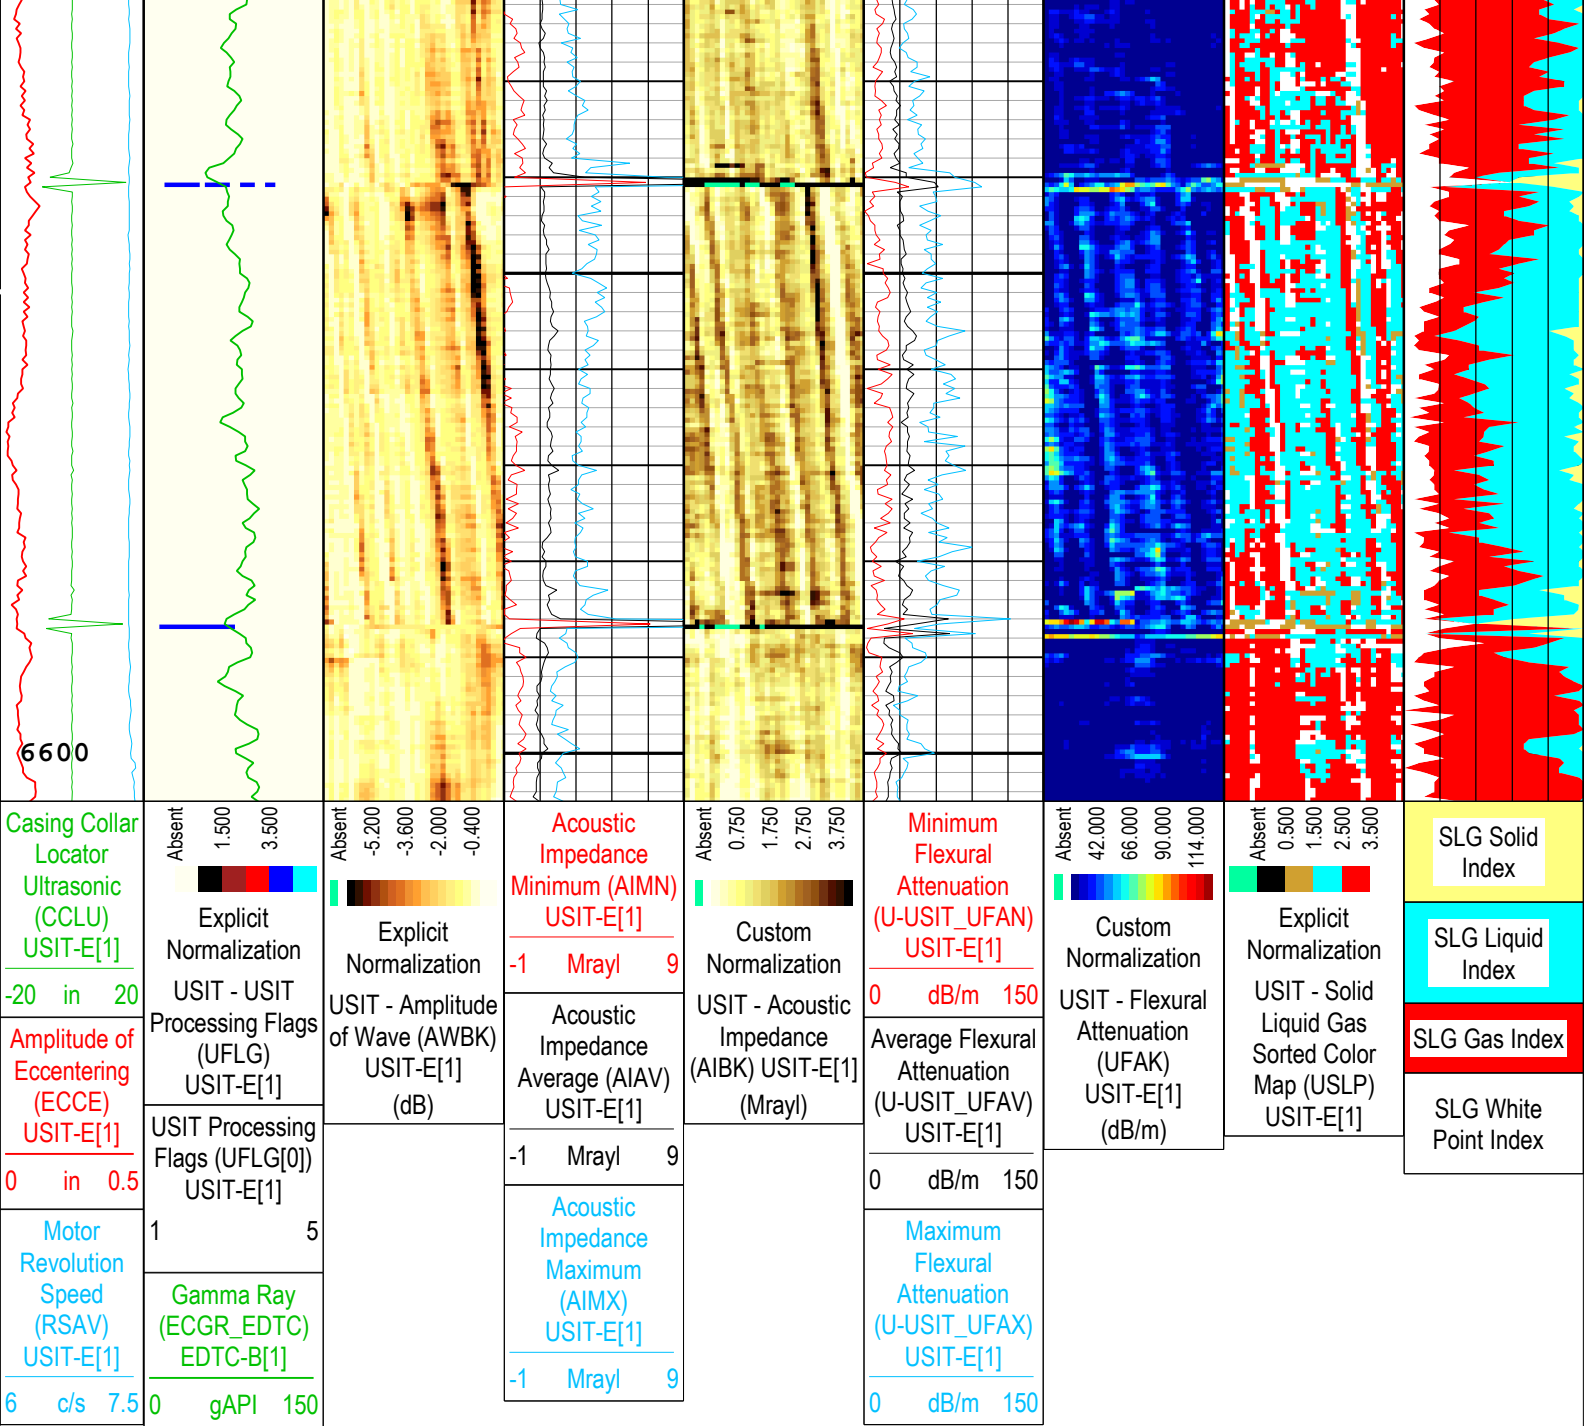 6600
Casing Collar
Locator
Ultrasonic
(CCLU)
USIT-E[1]
-20 in 20
Amplitude of
Eccentering
(ECCE)
USIT-E[1]
0 in 0.5
Motor
Revolution
Speed
(RSAV)
USIT-E[1]
6 c/s 7.5
Absent 1.500 3.500
Explicit
Normalization
USIT - USIT
Processing Flags
(UFLG)
USIT-E[1]
USIT Processing
Flags (UFLG[0])
USIT-E[1]
1 5
Gamma Ray
(ECGR_EDTC)
EDTC-B[1]
0 gAPI 150
Absent -5.200 -3.600 -2.000 -0.400
Explicit
Normalization
USIT - Amplitude
of Wave (AWBK)
USIT-E[1]
(dB)
Acoustic
Impedance
Minimum (AIMN)
USIT-E[1]
-1 Mrayl 9
Acoustic
Impedance
Average (AIAV)
USIT-E[1]
-1 Mrayl 9
Acoustic
Impedance
Maximum
(AIMX)
USIT-E[1]
-1 Mrayl 9
Absent 0.750 1.750 2.750 3.750
Custom
Normalization
USIT - Acoustic
Impedance
(AIBK) USIT-E[1]
(Mrayl)
Minimum
Flexural
Attenuation
(U-USIT_UFAN)
USIT-E[1]
0 dB/m 150
Average Flexural
Attenuation
(U-USIT_UFAV)
USIT-E[1]
0 dB/m 150
Maximum
Flexural
Attenuation
(U-USIT_UFAX)
USIT-E[1]
0 dB/m 150
Absent 42.000 66.000 90.000 114.000
Custom
Normalization
USIT - Flexural
Attenuation
(UFAK)
USIT-E[1]
(dB/m)
Absent 0.500 1.500 2.500 3.500
Explicit
Normalization
USIT - Solid
Liquid Gas
Sorted Color
Map (USLP)
USIT-E[1]
SLG Solid
Index
SLG Liquid
Index
SLG Gas Index
SLG White
Point Index